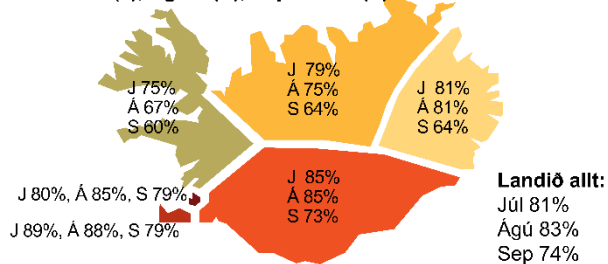 J 75%
Á 67%
S 60%
J 79%
Á 75%
S 64%
J 81%
Á 81%
S 64%
J 85%
Á 85%
S 73%
J 80%, Á 85%, S 79%
J 89%, Á 88%, S 79%
Landið allt:
Júl 81%
Ágú 83%
Sep 74%